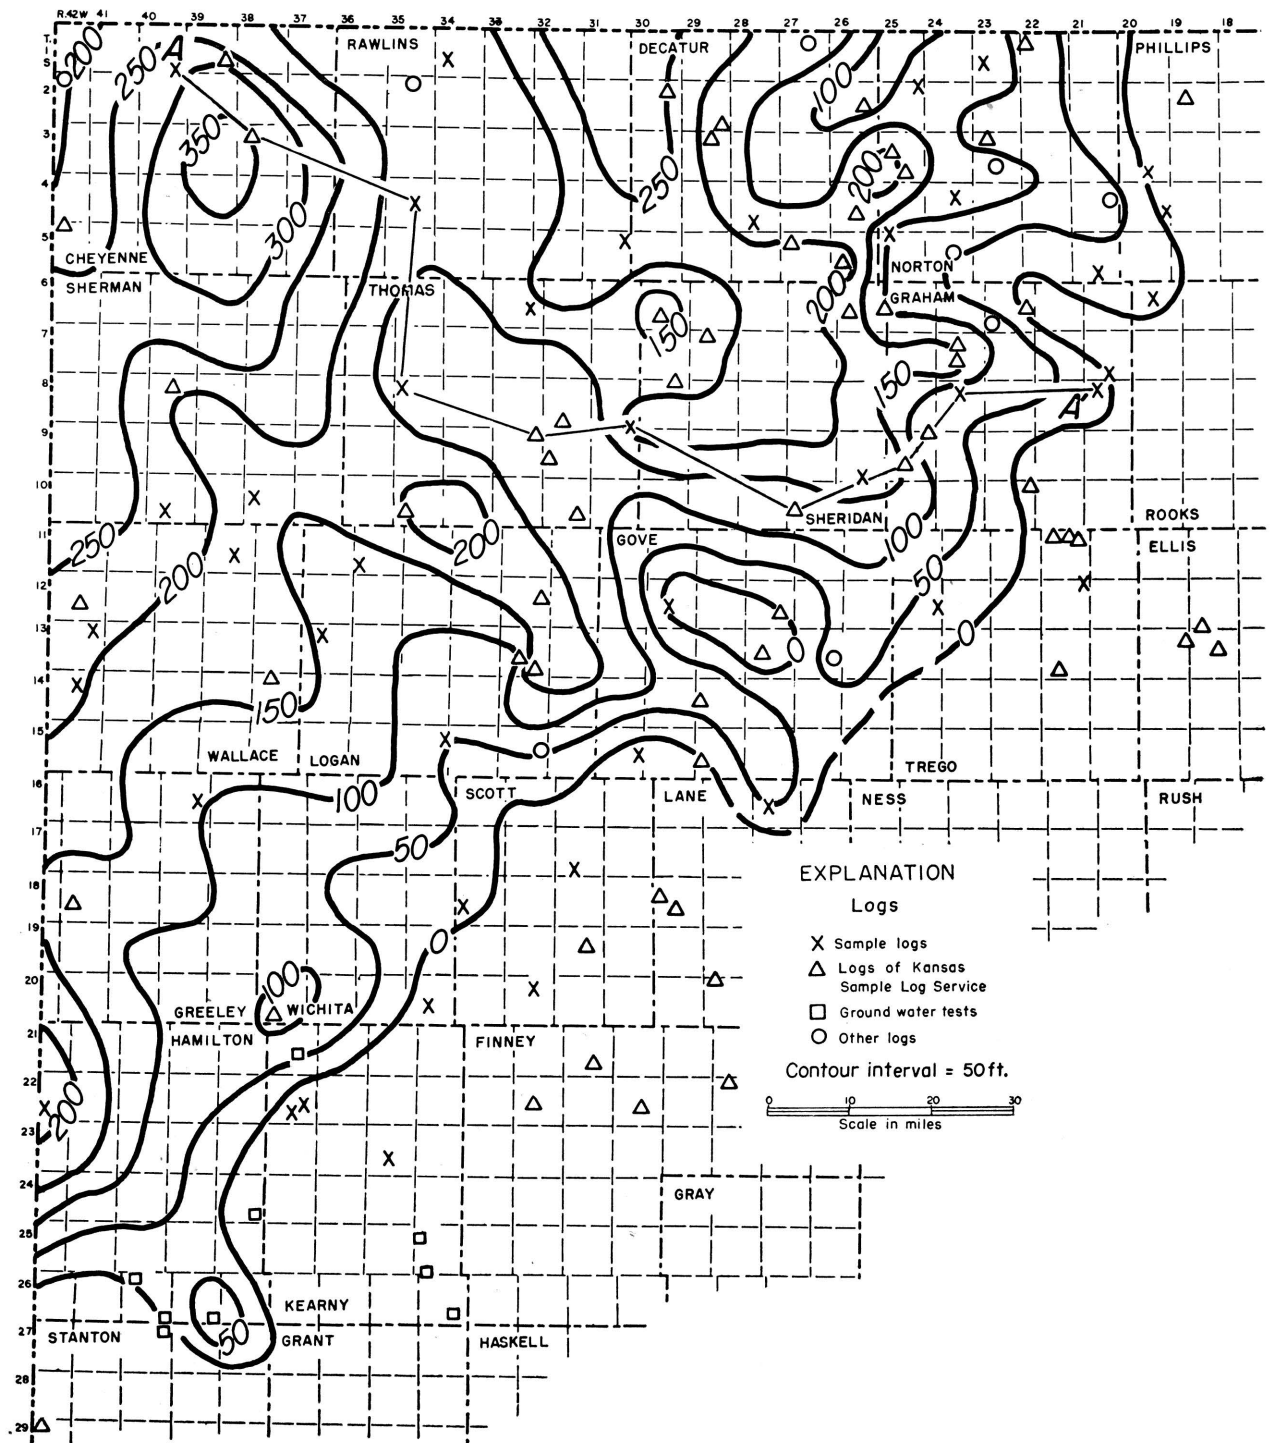 R.42W 41 40 39 38 37 36 35 34 33 32 31 30 29 28 27 26 25 24 23 22 21 20 19 18
T.
S
2
3
4
5
6
7
8
9
10
11
12
13
14
15
16
17
18
19
20
21
22
23
24
25
26
27
28
29
RAWLINS
DECATUR
PHILLIPS
200
250
A
100
350
200
250
300
CHEYENNE
SHERMAN
THOMAS
NORTON
GRAHAM
200
150
150
A'
SHERIDAN
ROOKS
ELLIS
GOVE
250
200
200
100
50
0
0
150
WALLACE
LOGAN
TREGO
100
SCOTT
LANE
NESS
RUSH
50
0
100
GREELEY
WICHITA
HAMILTON
FINNEY
200
GRAY
KEARNY
STANTON
50
GRANT
HASKELL
EXPLANATION
Logs
X Sample logs
△ Logs of Kansas
Sample Log Service
□ Ground water tests
○ Other logs
Contour interval = 50 ft.
0 10 20 30
Scale in miles